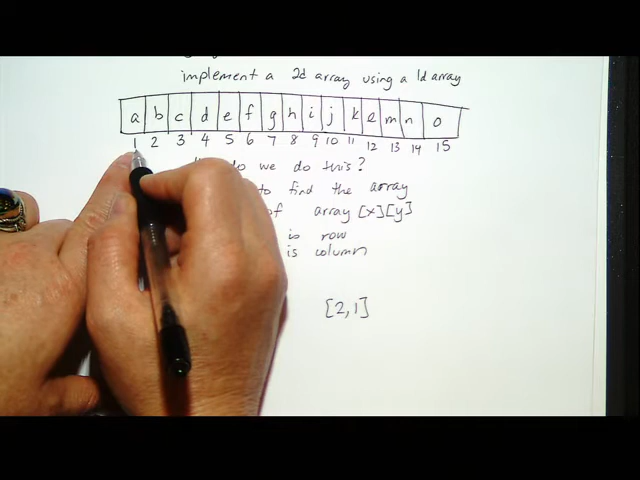 implement a 2d array using a 1d array
a b c d e f g h i j k l m n o
1 2 3 4 5 6 7 8 9 10 11 12 13 14 15
do we do this?
to find the array
of array [x][y]
is row
is column
[2,1]